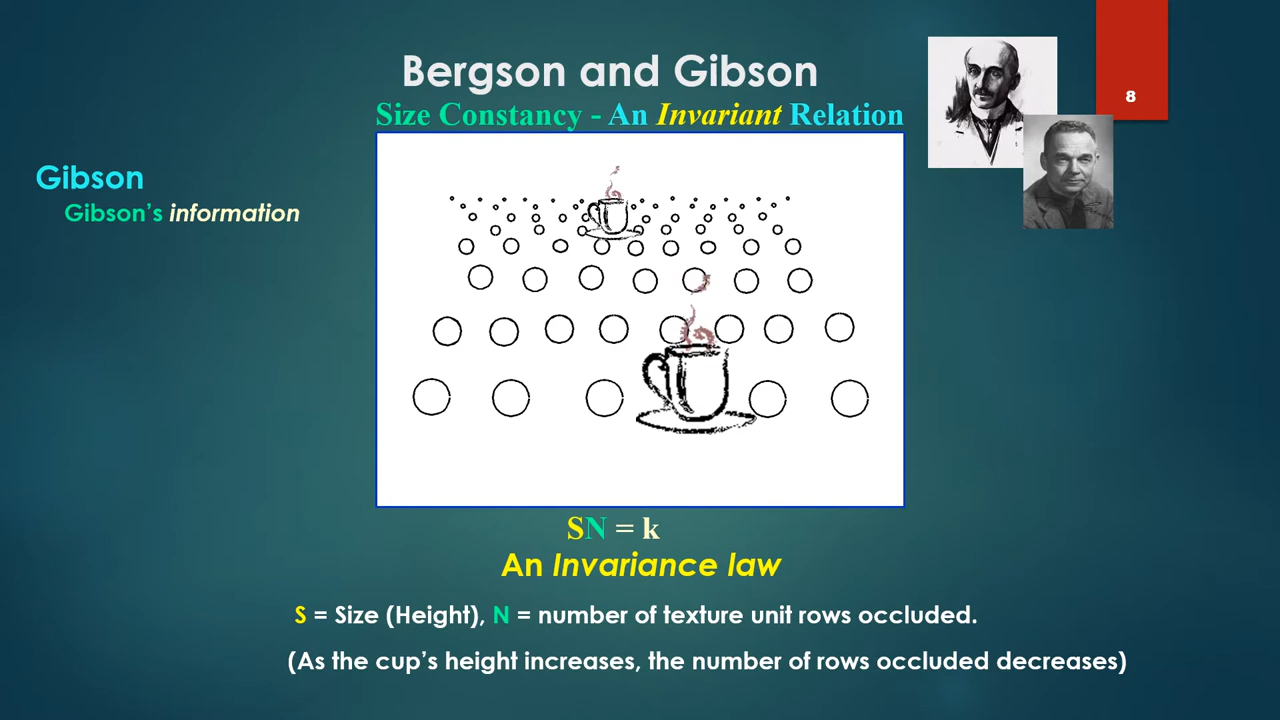 Bergson and Gibson
8
Size Constancy - An Invariant Relation
Gibson
Gibson’s information
SN = k
An Invariance law
S = Size (Height), N = number of texture unit rows occluded.
(As the cup’s height increases, the number of rows occluded decreases)